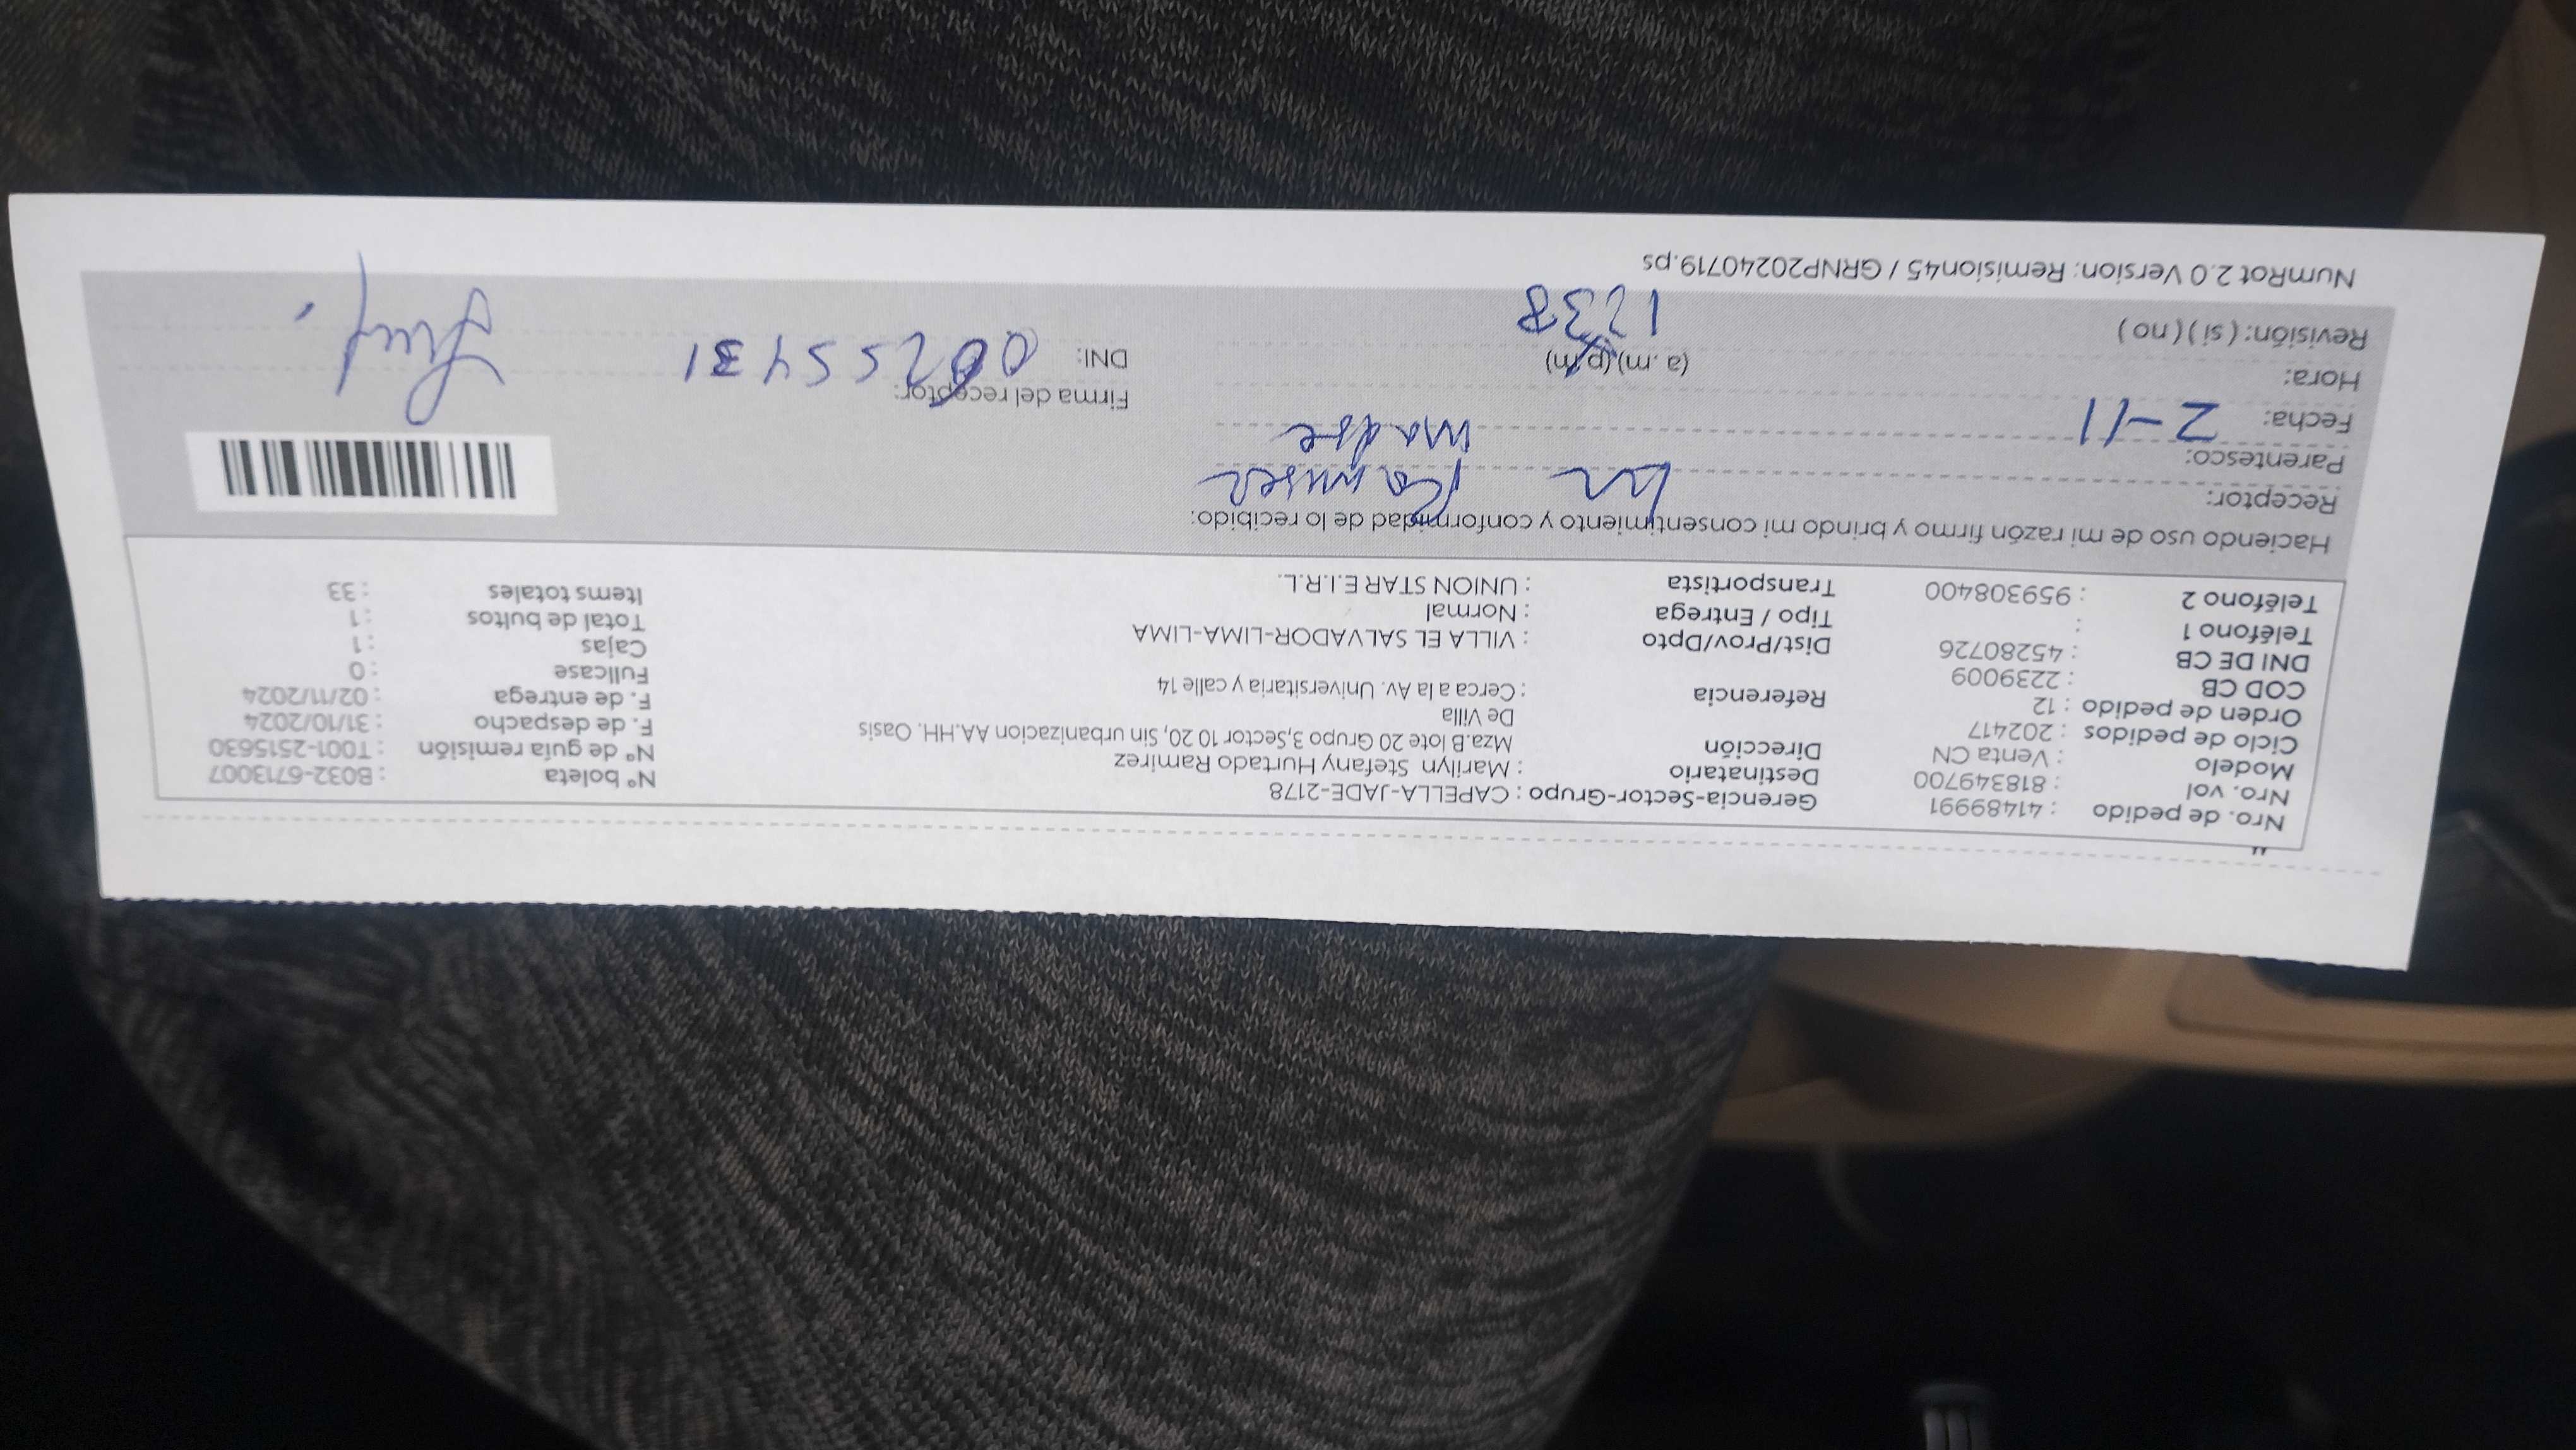 Nro. de pedido : 41489991 Gerencia-Sector-Grupo : CAPELLA-JADE-2178 N° boleta : B032-6713007
Nro. vol : 818349700 Destinatario : Marilyn Stefany Hurtado Ramirez N° de guía remisión : T001-2515630
Modelo : Venta CN Dirección Mza.B lote 20 Grupo 3,Sector 10 20, Sin urbanizacion AA.HH. Oasis F. de despacho : 31/10/2024
Ciclo de pedidos : 202417 De Villa F. de entrega : 02/11/2024
Orden de pedido : 12 Referencia : Cerca a la Av. Universitaria y calle 14 Fullcase : 0
COD CB : 2239009 Cajas : 1
DNI DE CB : 45280726 Dist/Prov/Dpto : VILLA EL SALVADOR-LIMA-LIMA Total de bultos : 1
Teléfono 1 : Tipo / Entrega : Normal Items totales : 33
Teléfono 2 : 959308400 Transportista : UNION STAR E.I.R.L.
Haciendo uso de mi razón firmo y brindo mi consentimiento y conformidad de lo recibido:
Receptor:
Parentesco: madre
Fecha: 2-11 Firma del receptor:
Hora: (a. m) (p. m) DNI:
1238
Revisión: ( si ) ( no )
NumRot 2.0 Version: Remision45 / GRNP20240719.ps